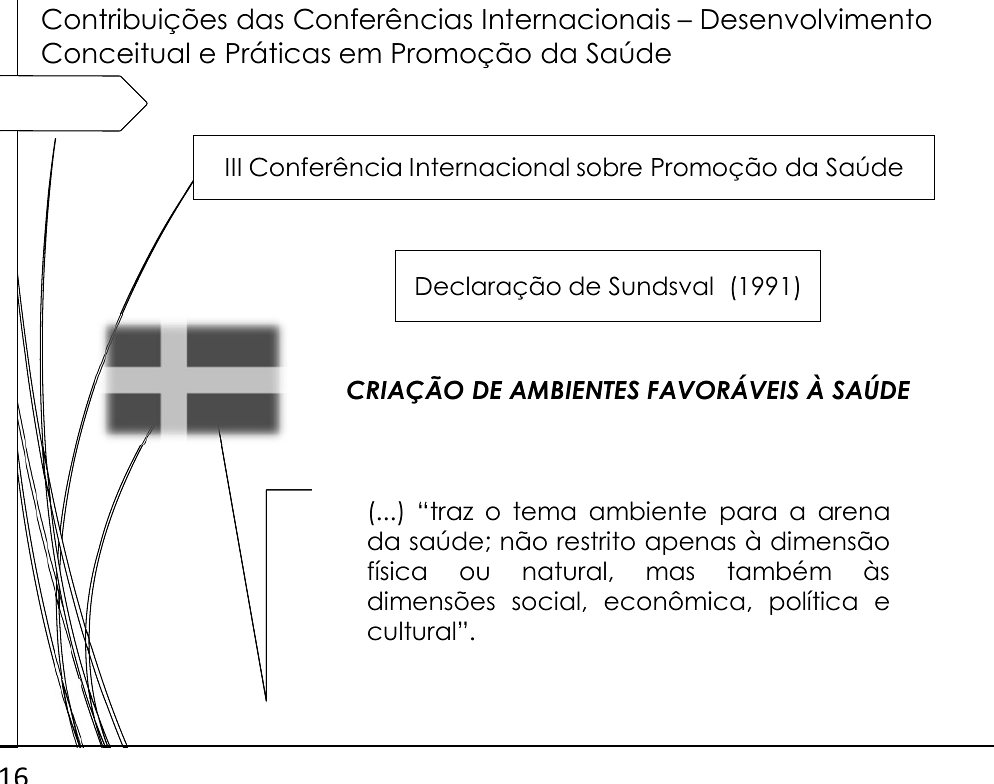 Contribuições das Conferências Internacionais – Desenvolvimento
Conceitual e Práticas em Promoção da Saúde
III Conferência Internacional sobre Promoção da Saúde
Declaração de Sundsval (1991)
CRIAÇÃO DE AMBIENTES FAVORÁVEIS À SAÚDE
(...) “traz o tema ambiente para a arena
da saúde; não restrito apenas à dimensão
física ou natural, mas também às
dimensões social, econômica, política e
cultural”.
16